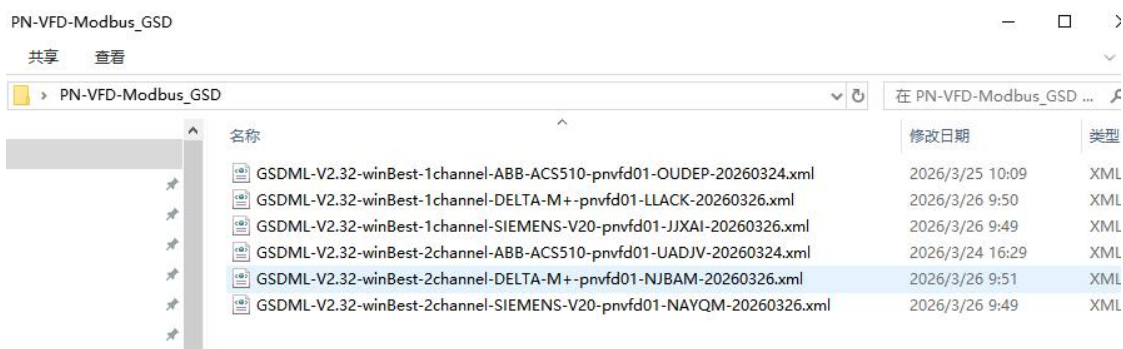 PN-VFD-Modbus_GSD
共享 查看
PN-VFD-Modbus_GSD 在 PN-VFD-Modbus_GSD ...
名称 修改日期 类型
GSDML-V2.32-winBest-1channel-ABB-ACS510-pnvfd01-OUDEP-20260324.xml 2026/3/25 10:09 XML
GSDML-V2.32-winBest-1channel-DELTA-M+-pnvfd01-LLACK-20260326.xml 2026/3/26 9:50 XML
GSDML-V2.32-winBest-1channel-SIEMENS-V20-pnvfd01-JJXAI-20260326.xml 2026/3/26 9:49 XML
GSDML-V2.32-winBest-2channel-ABB-ACS510-pnvfd01-UADJV-20260324.xml 2026/3/24 16:29 XML
GSDML-V2.32-winBest-2channel-DELTA-M+-pnvfd01-NJBAM-20260326.xml 2026/3/26 9:51 XML
GSDML-V2.32-winBest-2channel-SIEMENS-V20-pnvfd01-NAYQM-20260326.xml 2026/3/26 9:49 XML